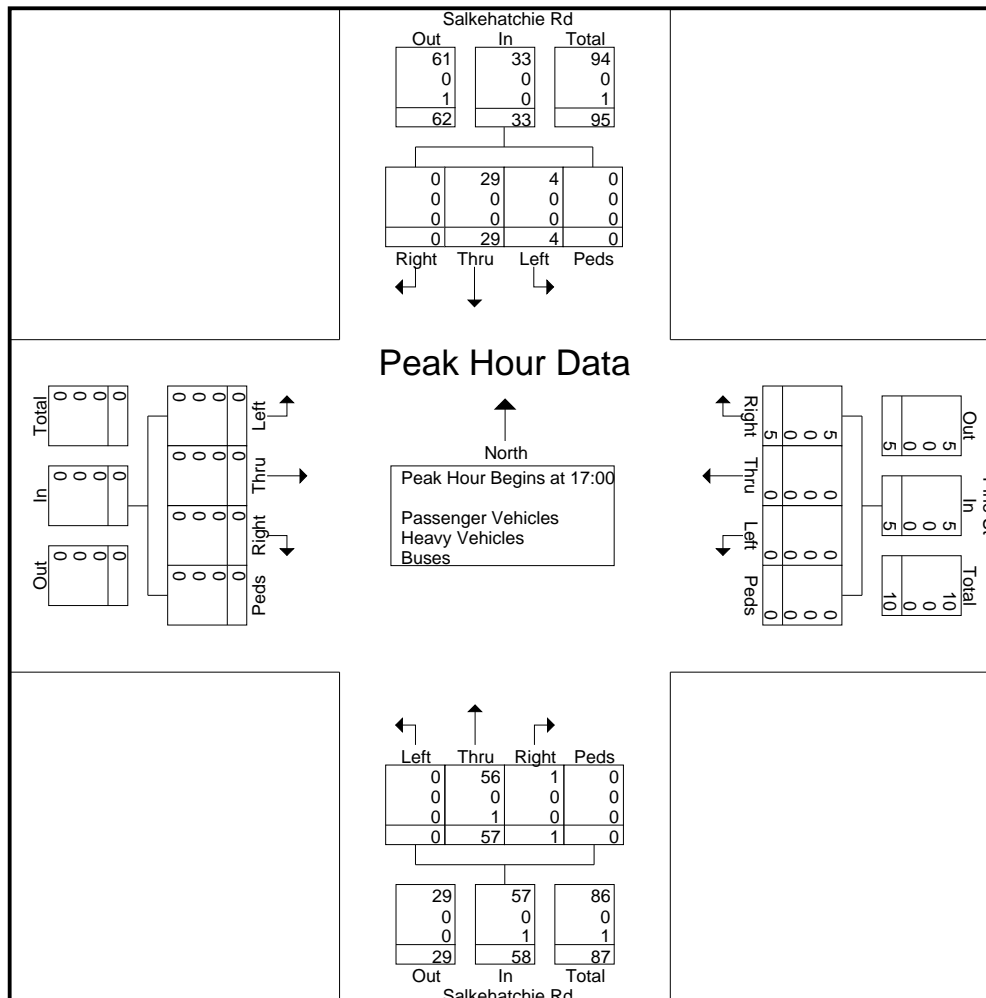 Salkehatchie Rd
Out In Total
61 33 94
0 0 0
1 0 1
62 33 95
0 29 4 0
0 0 0 0
0 0 0 0
0 29 4 0
Right Thru Left Peds
Peak Hour Data
Total
0 0 0 0
In
0 0 0 0
Out
0 0 0 0
Left
0 0 0 0
Thru
0 0 0 0
Right
0 0 0 0
Peds
0 0 0 0
North
Peak Hour Begins at 17:00
Passenger Vehicles
Heavy Vehicles
Buses
Right
5 0 0 5
Thru
0 0 0 0
Left
0 0 0 0
Peds
0 0 0 0
Out
5 0 0 5
In
5 0 0 5
Total
10 0 0 10
Left Thru Right Peds
0 56 1 0
0 0 0 0
0 1 0 0
0 57 1 0
29 57 86
0 0 0
0 1 1
29 58 87
Out In Total
Salkehatchie Rd